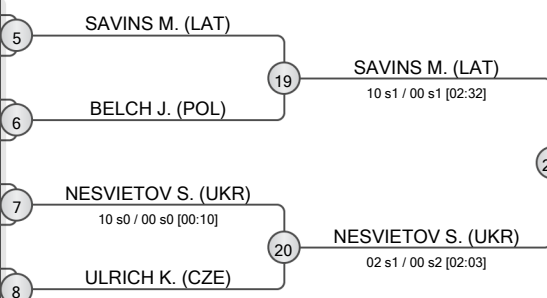 SAVINS M. (LAT)
5
19
SAVINS M. (LAT)
10 s1 / 00 s1 [02:32]
BELCH J. (POL)
6
NESVIETOV S. (UKR)
7
10 s0 / 00 s0 [00:10]
20
NESVIETOV S. (UKR)
02 s1 / 00 s2 [02:03]
ULRICH K. (CZE)
8